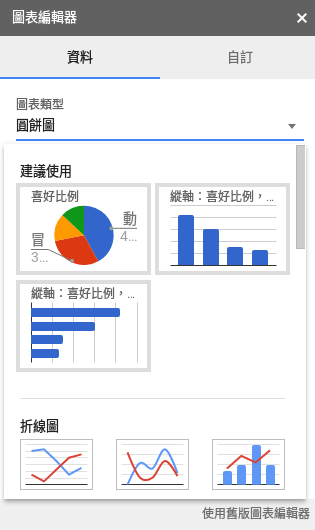 圖表編輯器
資料
自訂
圖表類型
圓餅圖
建議使用
喜好比例
動
4...
冒
3...
縱軸：喜好比例，...
縱軸：喜好比例，...
折線圖
使用舊版圖表編輯器